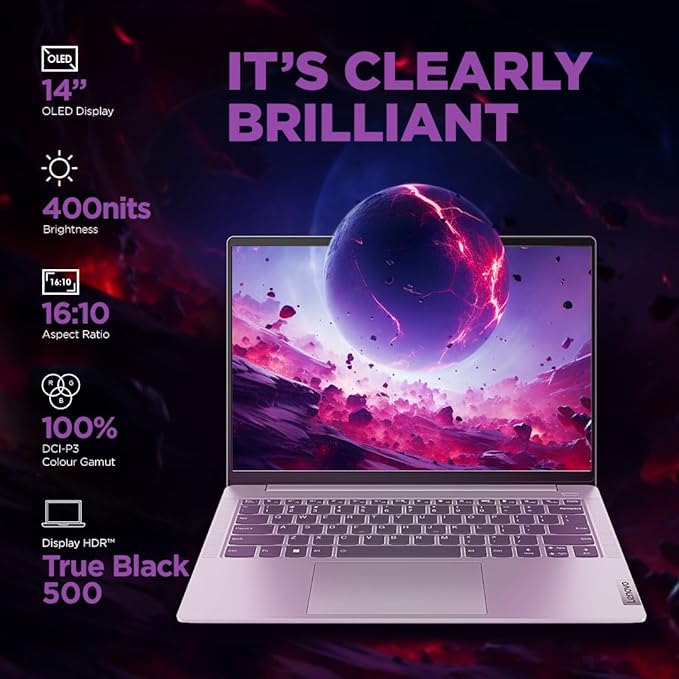 OLED
14”
OLED Display
IT’S CLEARLY
BRILLIANT
400nits
Brightness
16:10
16:10
Aspect Ratio
R G
B
100%
DCI-P3
Colour Gamut
Display HDR™
True Black
500
Lenovo